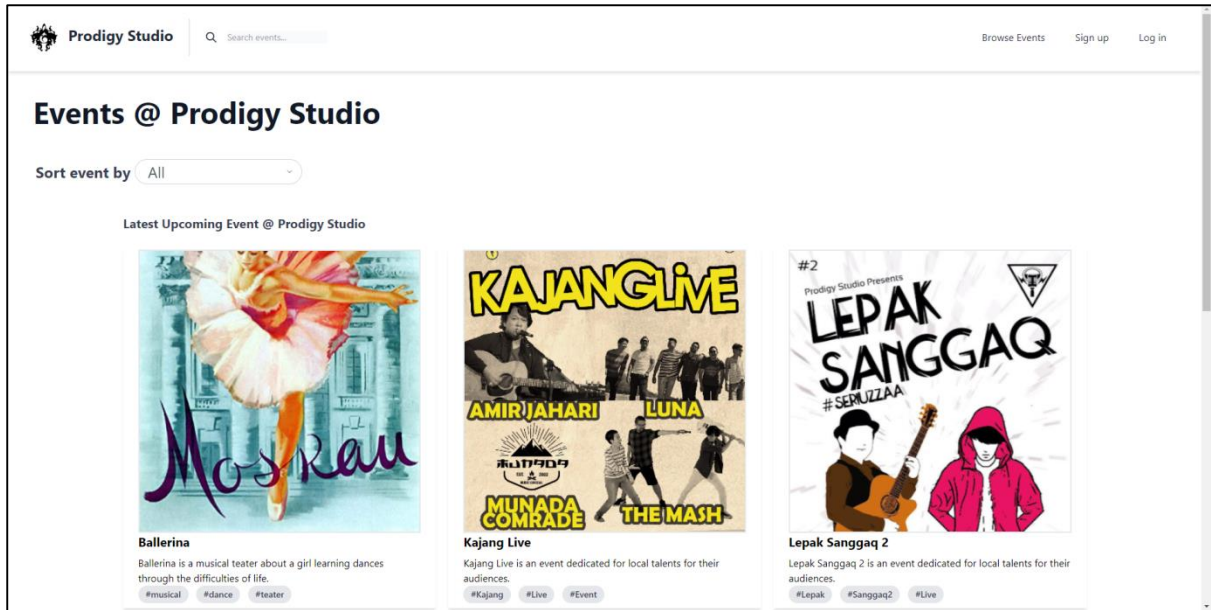 Prodigy Studio
Search events...
Browse Events
Sign up
Log in
Events @ Prodigy Studio
Sort event by
All
Latest Upcoming Event @ Prodigy Studio
Moskau
KAJANGLiVE
AMIR JAHARI
LUNA
MUNADA
COMRADE
THE MASH
#2
Prodigy Studio Presents
LEPAK
SANGGAQ
#SERIUZZAA
Ballerina
Ballerina is a musical teater about a girl learning dances
through the difficulties of life.
#musical #dance #teater
Kajang Live
Kajang Live is an event dedicated for local talents for their
audiences.
#Kajang #Live #Event
Lepak Sanggaq 2
Lepak Sanggaq 2 is an event dedicated for local talents for their
audiences.
#Lepak #Sanggaq2 #Live